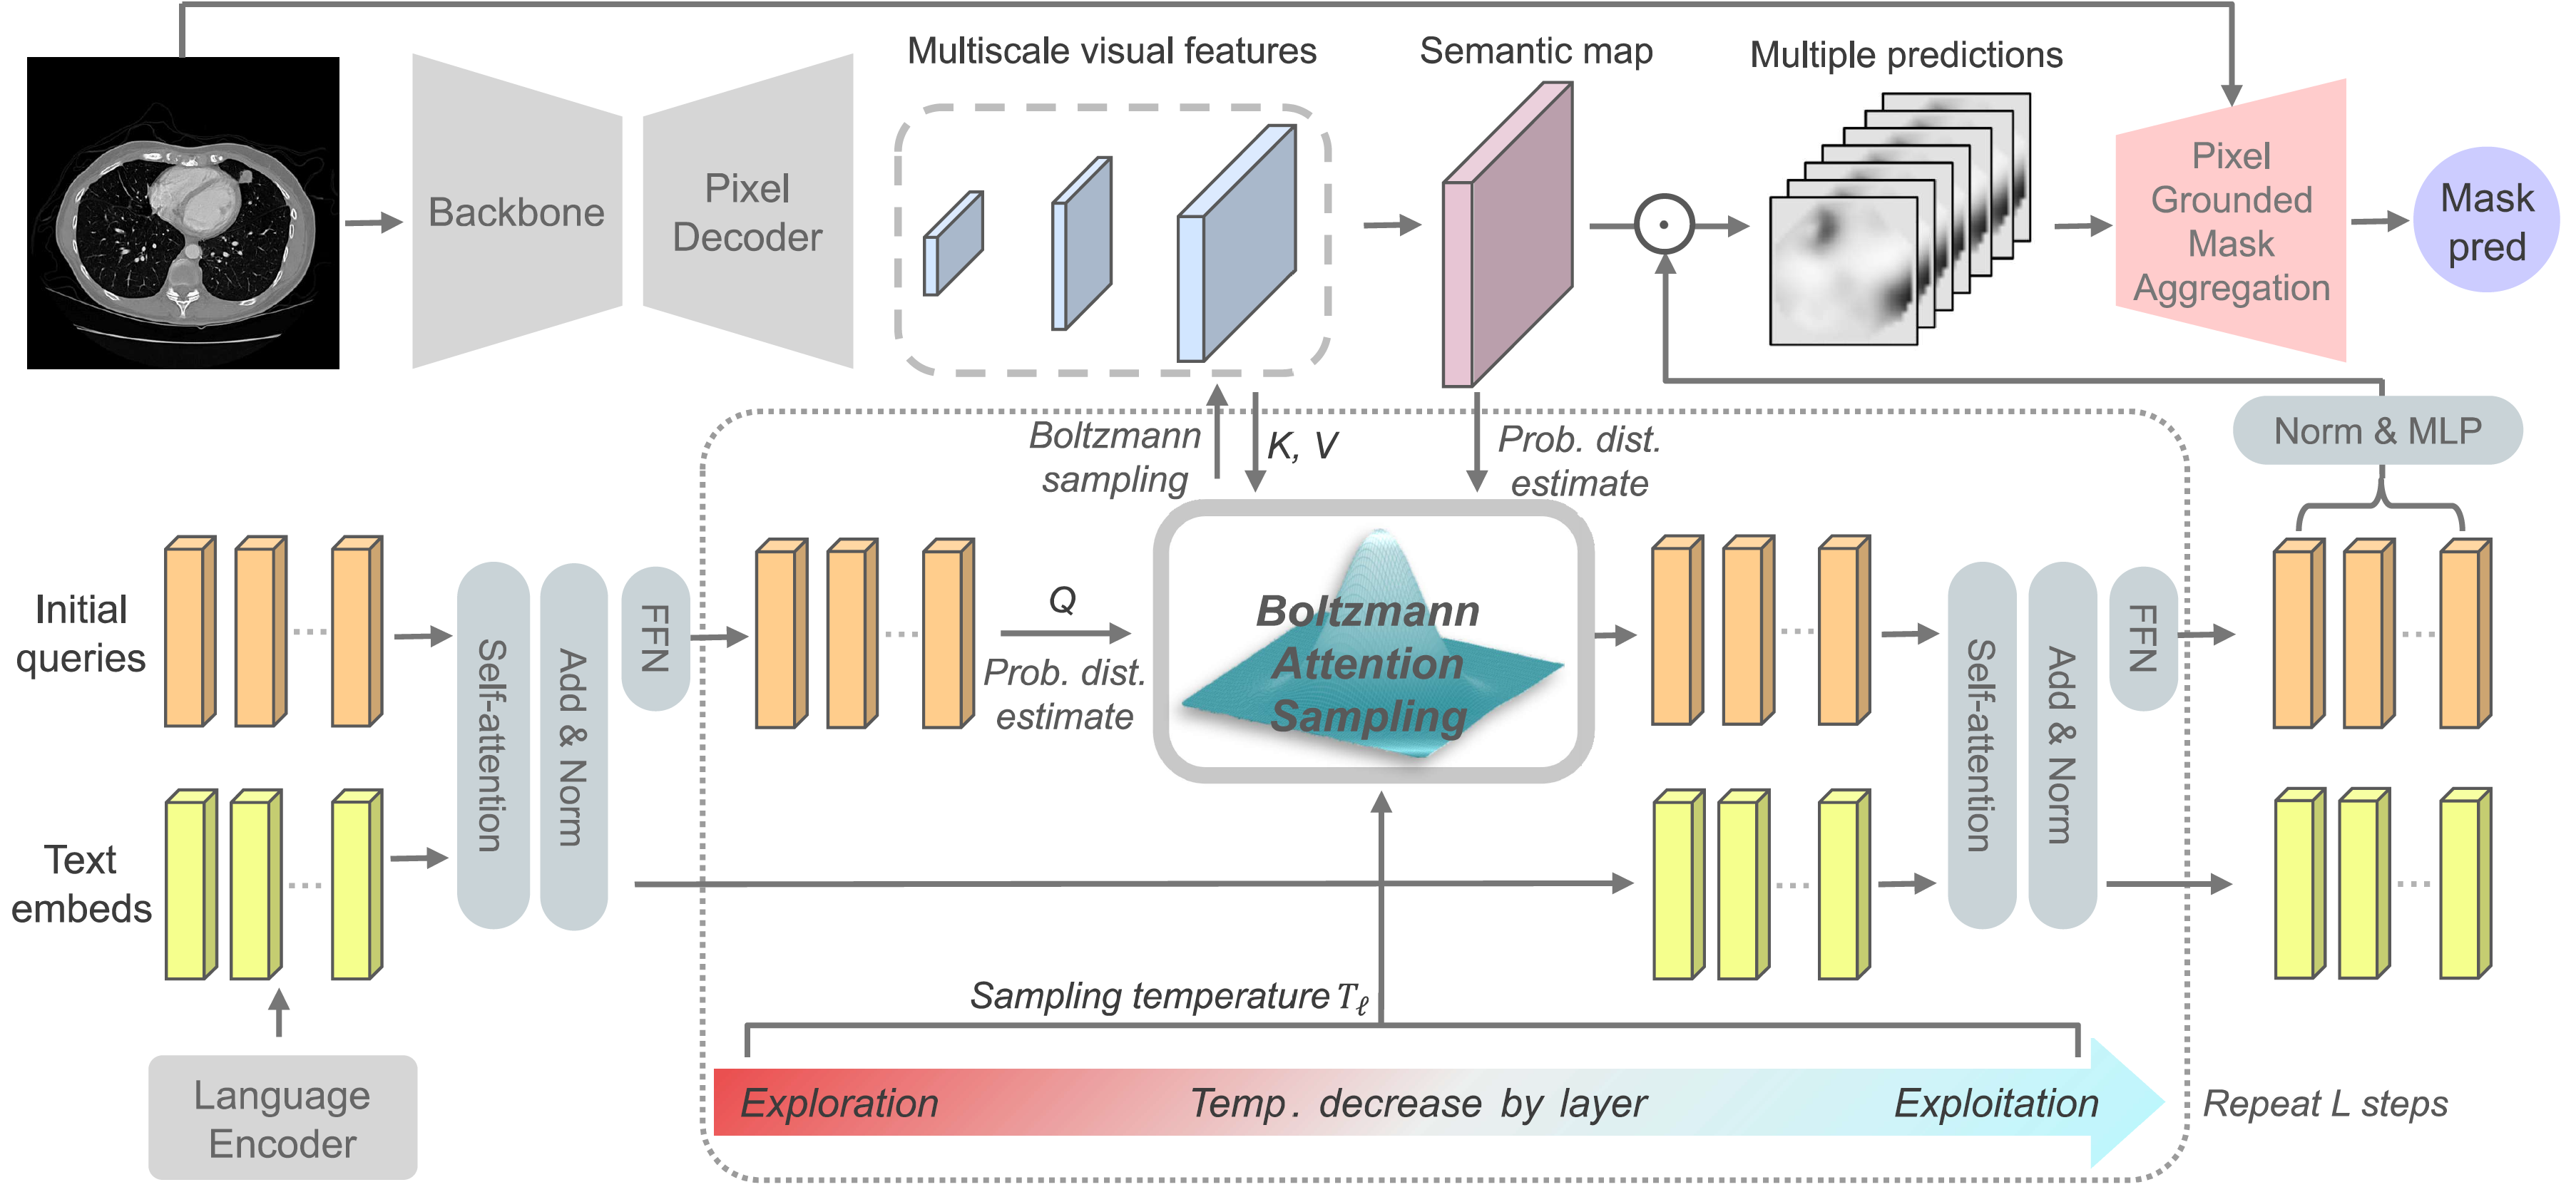 Multiscale visual features
Semantic map
Multiple predictions
Backbone
Pixel
Decoder
Pixel
Grounded
Mask
Aggregation
Mask
pred
Boltzmann
sampling
K, V
Prob. dist.
estimate
Norm & MLP
Initial
queries
Self-attention
Add & Norm
FFN
Q
Prob. dist.
estimate
Boltzmann
Attention
Sampling
Self-attention
Add & Norm
FFN
Text
embeds
Sampling temperature Tℓ
Language
Encoder
Exploration
Temp. decrease by layer
Exploitation
Repeat L steps